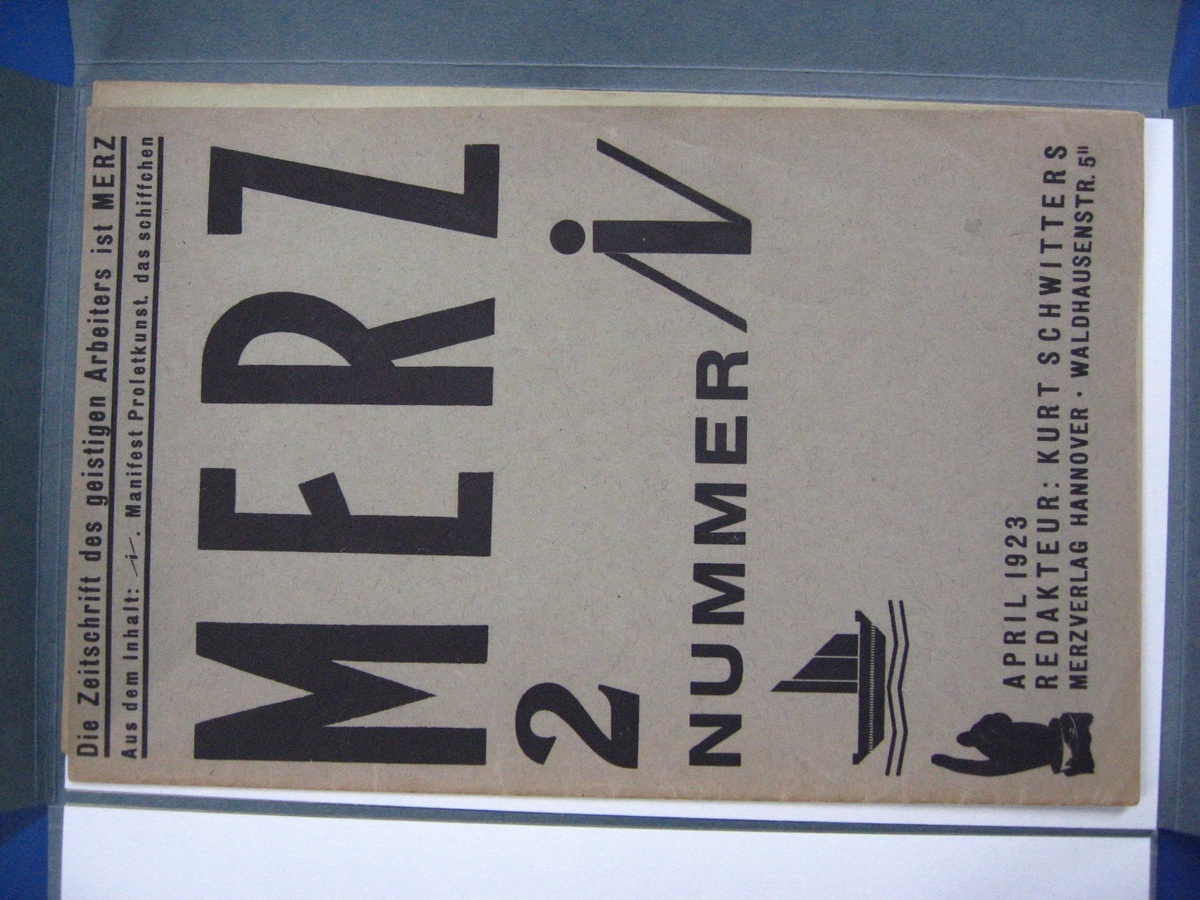 Die Zeitschrift des geistigen Arbeiters ist MERZ
Aus dem Inhalt: i. Manifest Proletkunst. das schiffchen
MERZ
2
NUMMER /i/
APRIL 1923
REDAKTEUR: KURT SCHWITTERS
MERZVERLAG HANNOVER · WALDHAUSENSTR. 5"